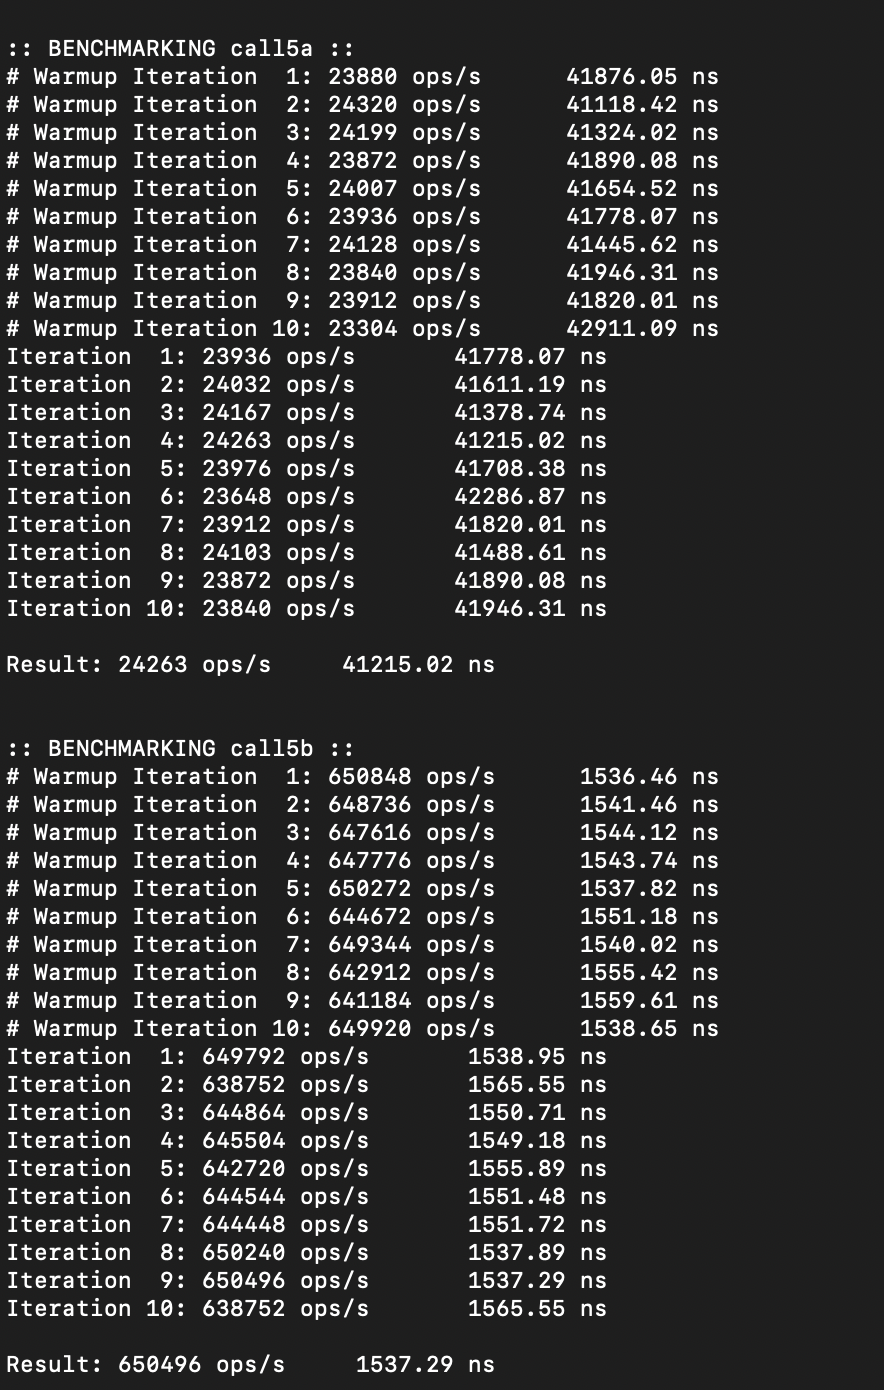 :: BENCHMARKING call5a ::
# Warmup Iteration  1: 23880 ops/s      41876.05 ns
# Warmup Iteration  2: 24320 ops/s      41118.42 ns
# Warmup Iteration  3: 24199 ops/s      41324.02 ns
# Warmup Iteration  4: 23872 ops/s      41890.08 ns
# Warmup Iteration  5: 24007 ops/s      41654.52 ns
# Warmup Iteration  6: 23936 ops/s      41778.07 ns
# Warmup Iteration  7: 24128 ops/s      41445.62 ns
# Warmup Iteration  8: 23840 ops/s      41946.31 ns
# Warmup Iteration  9: 23912 ops/s      41820.01 ns
# Warmup Iteration 10: 23304 ops/s      42911.09 ns
Iteration  1: 23936 ops/s       41778.07 ns
Iteration  2: 24032 ops/s       41611.19 ns
Iteration  3: 24167 ops/s       41378.74 ns
Iteration  4: 24263 ops/s       41215.02 ns
Iteration  5: 23976 ops/s       41708.38 ns
Iteration  6: 23648 ops/s       42286.87 ns
Iteration  7: 23912 ops/s       41820.01 ns
Iteration  8: 24103 ops/s       41488.61 ns
Iteration  9: 23872 ops/s       41890.08 ns
Iteration 10: 23840 ops/s       41946.31 ns
Result: 24263 ops/s     41215.02 ns
:: BENCHMARKING call5b ::
# Warmup Iteration  1: 650848 ops/s      1536.46 ns
# Warmup Iteration  2: 648736 ops/s      1541.46 ns
# Warmup Iteration  3: 647616 ops/s      1544.12 ns
# Warmup Iteration  4: 647776 ops/s      1543.74 ns
# Warmup Iteration  5: 650272 ops/s      1537.82 ns
# Warmup Iteration  6: 644672 ops/s      1551.18 ns
# Warmup Iteration  7: 649344 ops/s      1540.02 ns
# Warmup Iteration  8: 642912 ops/s      1555.42 ns
# Warmup Iteration  9: 641184 ops/s      1559.61 ns
# Warmup Iteration 10: 649920 ops/s      1538.65 ns
Iteration  1: 649792 ops/s       1538.95 ns
Iteration  2: 638752 ops/s       1565.55 ns
Iteration  3: 644864 ops/s       1550.71 ns
Iteration  4: 645504 ops/s       1549.18 ns
Iteration  5: 642720 ops/s       1555.89 ns
Iteration  6: 644544 ops/s       1551.48 ns
Iteration  7: 644448 ops/s       1551.72 ns
Iteration  8: 650240 ops/s       1537.89 ns
Iteration  9: 650496 ops/s       1537.29 ns
Iteration 10: 638752 ops/s       1565.55 ns
Result: 650496 ops/s     1537.29 ns